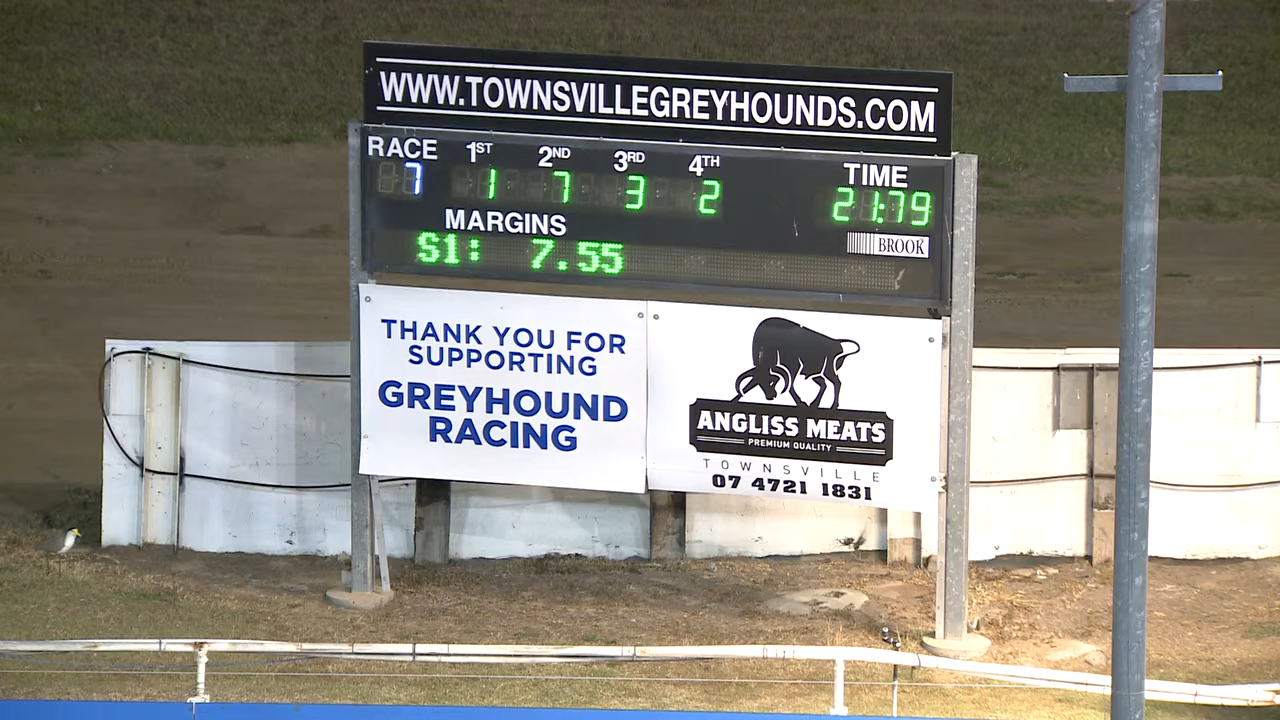 WWW.TOWNSVILLEGREYHOUNDS.COM
RACE 1ST 2ND 3RD 4TH TIME
7 1 7 3 2 21:79
MARGINS
BROOK
S1: 7.55
THANK YOU FOR
SUPPORTING
GREYHOUND
RACING
ANGLISS MEATS
PREMIUM QUALITY
TOWNSVILLE
07 4721 1831